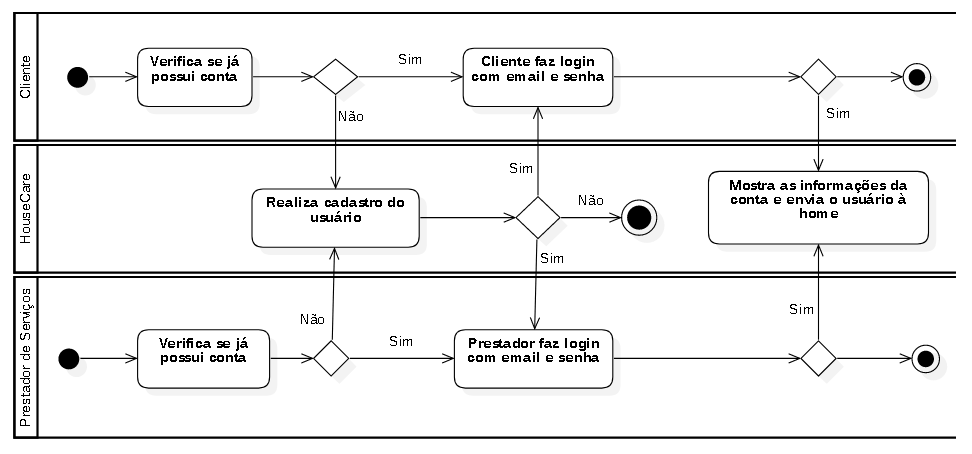 Cliente
Verifica se já
possui conta
Sim
Não
Cliente faz login
com email e senha
Sim
HouseCare
Realiza cadastro do
usuário
Sim
Não
Sim
Mostra as informações da
conta e envia o usuário à
home
Prestador de Serviços
Verifica se já
possui conta
Não
Sim
Prestador faz login
com email e senha
Sim